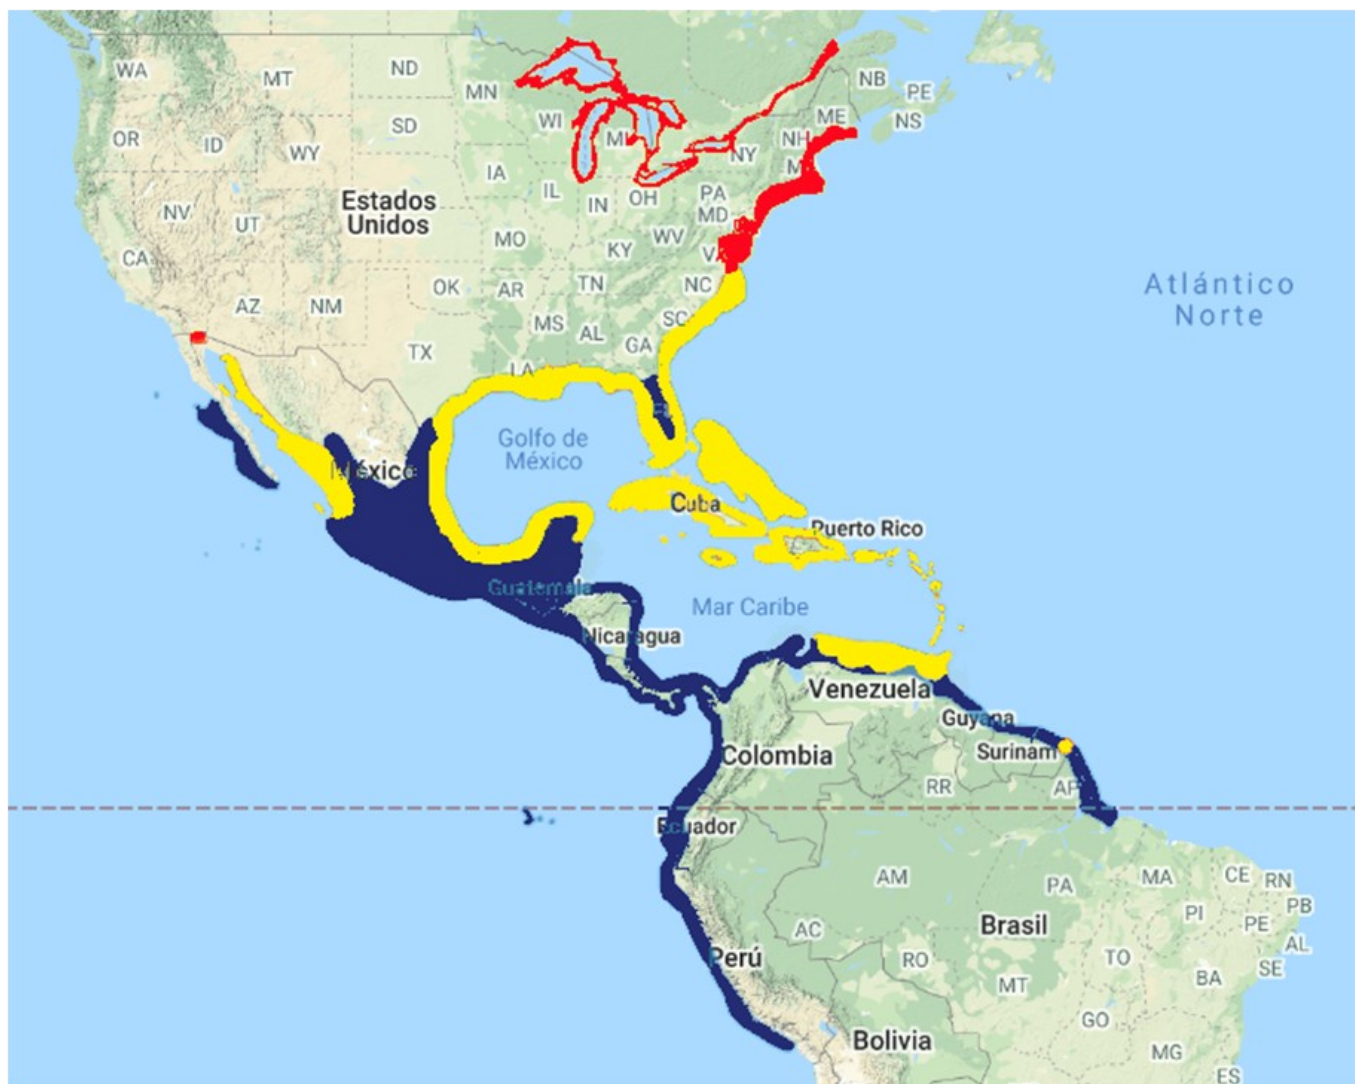 WA
MT
ND
MN
NB
PE
NS
OR
ID
SD
WI
ME
WY
NH
NY
IA
Estados
Unidos
NV
UT
IL
IN
OH
PA
MD
CA
MO
KY
WV
AZ
NM
OK
AR
TN
NC
MS
AL
SC
GA
TX
LA
FL
Atlántico
Norte
Golfo de
México
México
Cuba
Puerto Rico
Guatemala
Mar Caribe
Nicaragua
Venezuela
Guyana
Surinam
Colombia
RR
AP
Ecuador
AM
PA
MA
CE
RN
PB
PI
PE
AL
SE
Brasil
AC
Perú
RO
TO
BA
MT
GO
Bolivia
MG
ES